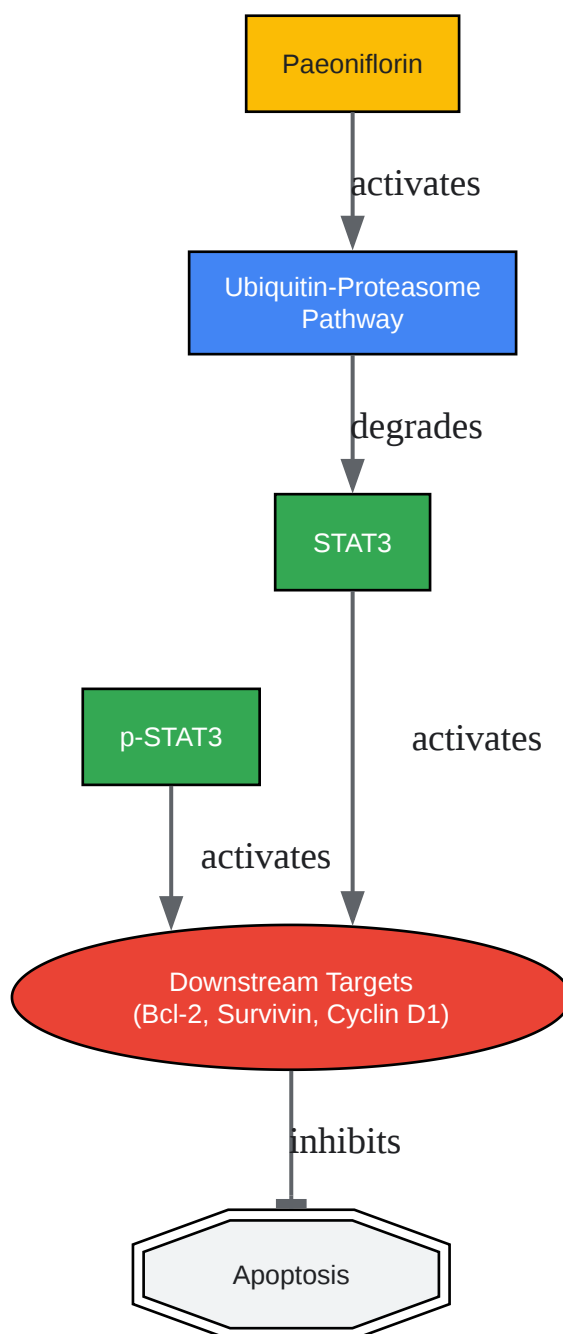 Paeoniflorin
activates
Ubiquitin-Proteasome
Pathway
degrades
STAT3
p-STAT3
activates
activates
Downstream Targets
(Bcl-2, Survivin, Cyclin D1)
inhibits
Apoptosis